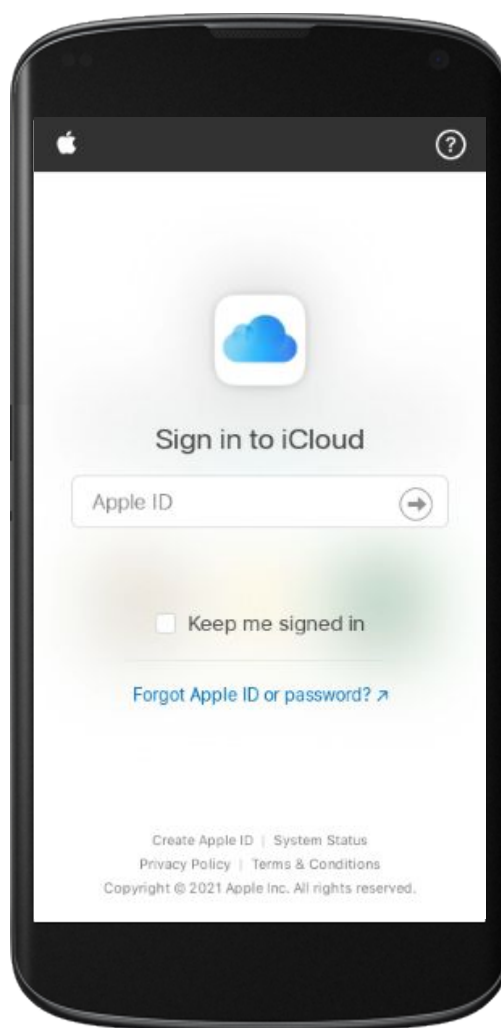 ?
Sign in to iCloud
Apple ID
Keep me signed in
Forgot Apple ID or password? ↗
Create Apple ID | System Status
Privacy Policy | Terms & Conditions
Copyright © 2021 Apple Inc. All rights reserved.